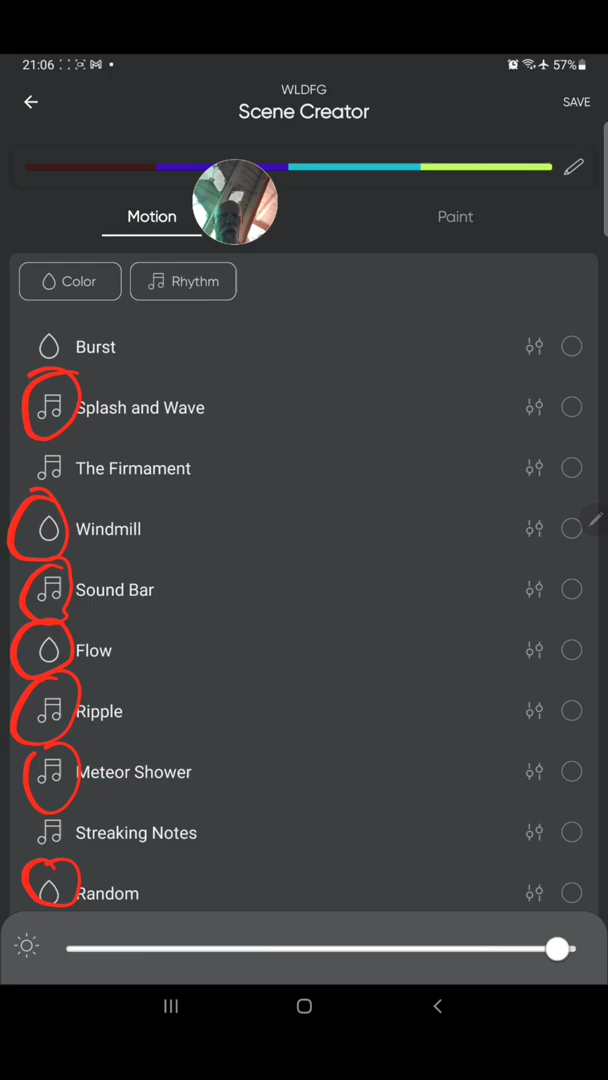 21:06 57%
WLDFG
Scene Creator
SAVE
Motion Paint
Color Rhythm
Burst
Splash and Wave
The Firmament
Windmill
Sound Bar
Flow
Ripple
Meteor Shower
Streaking Notes
Random